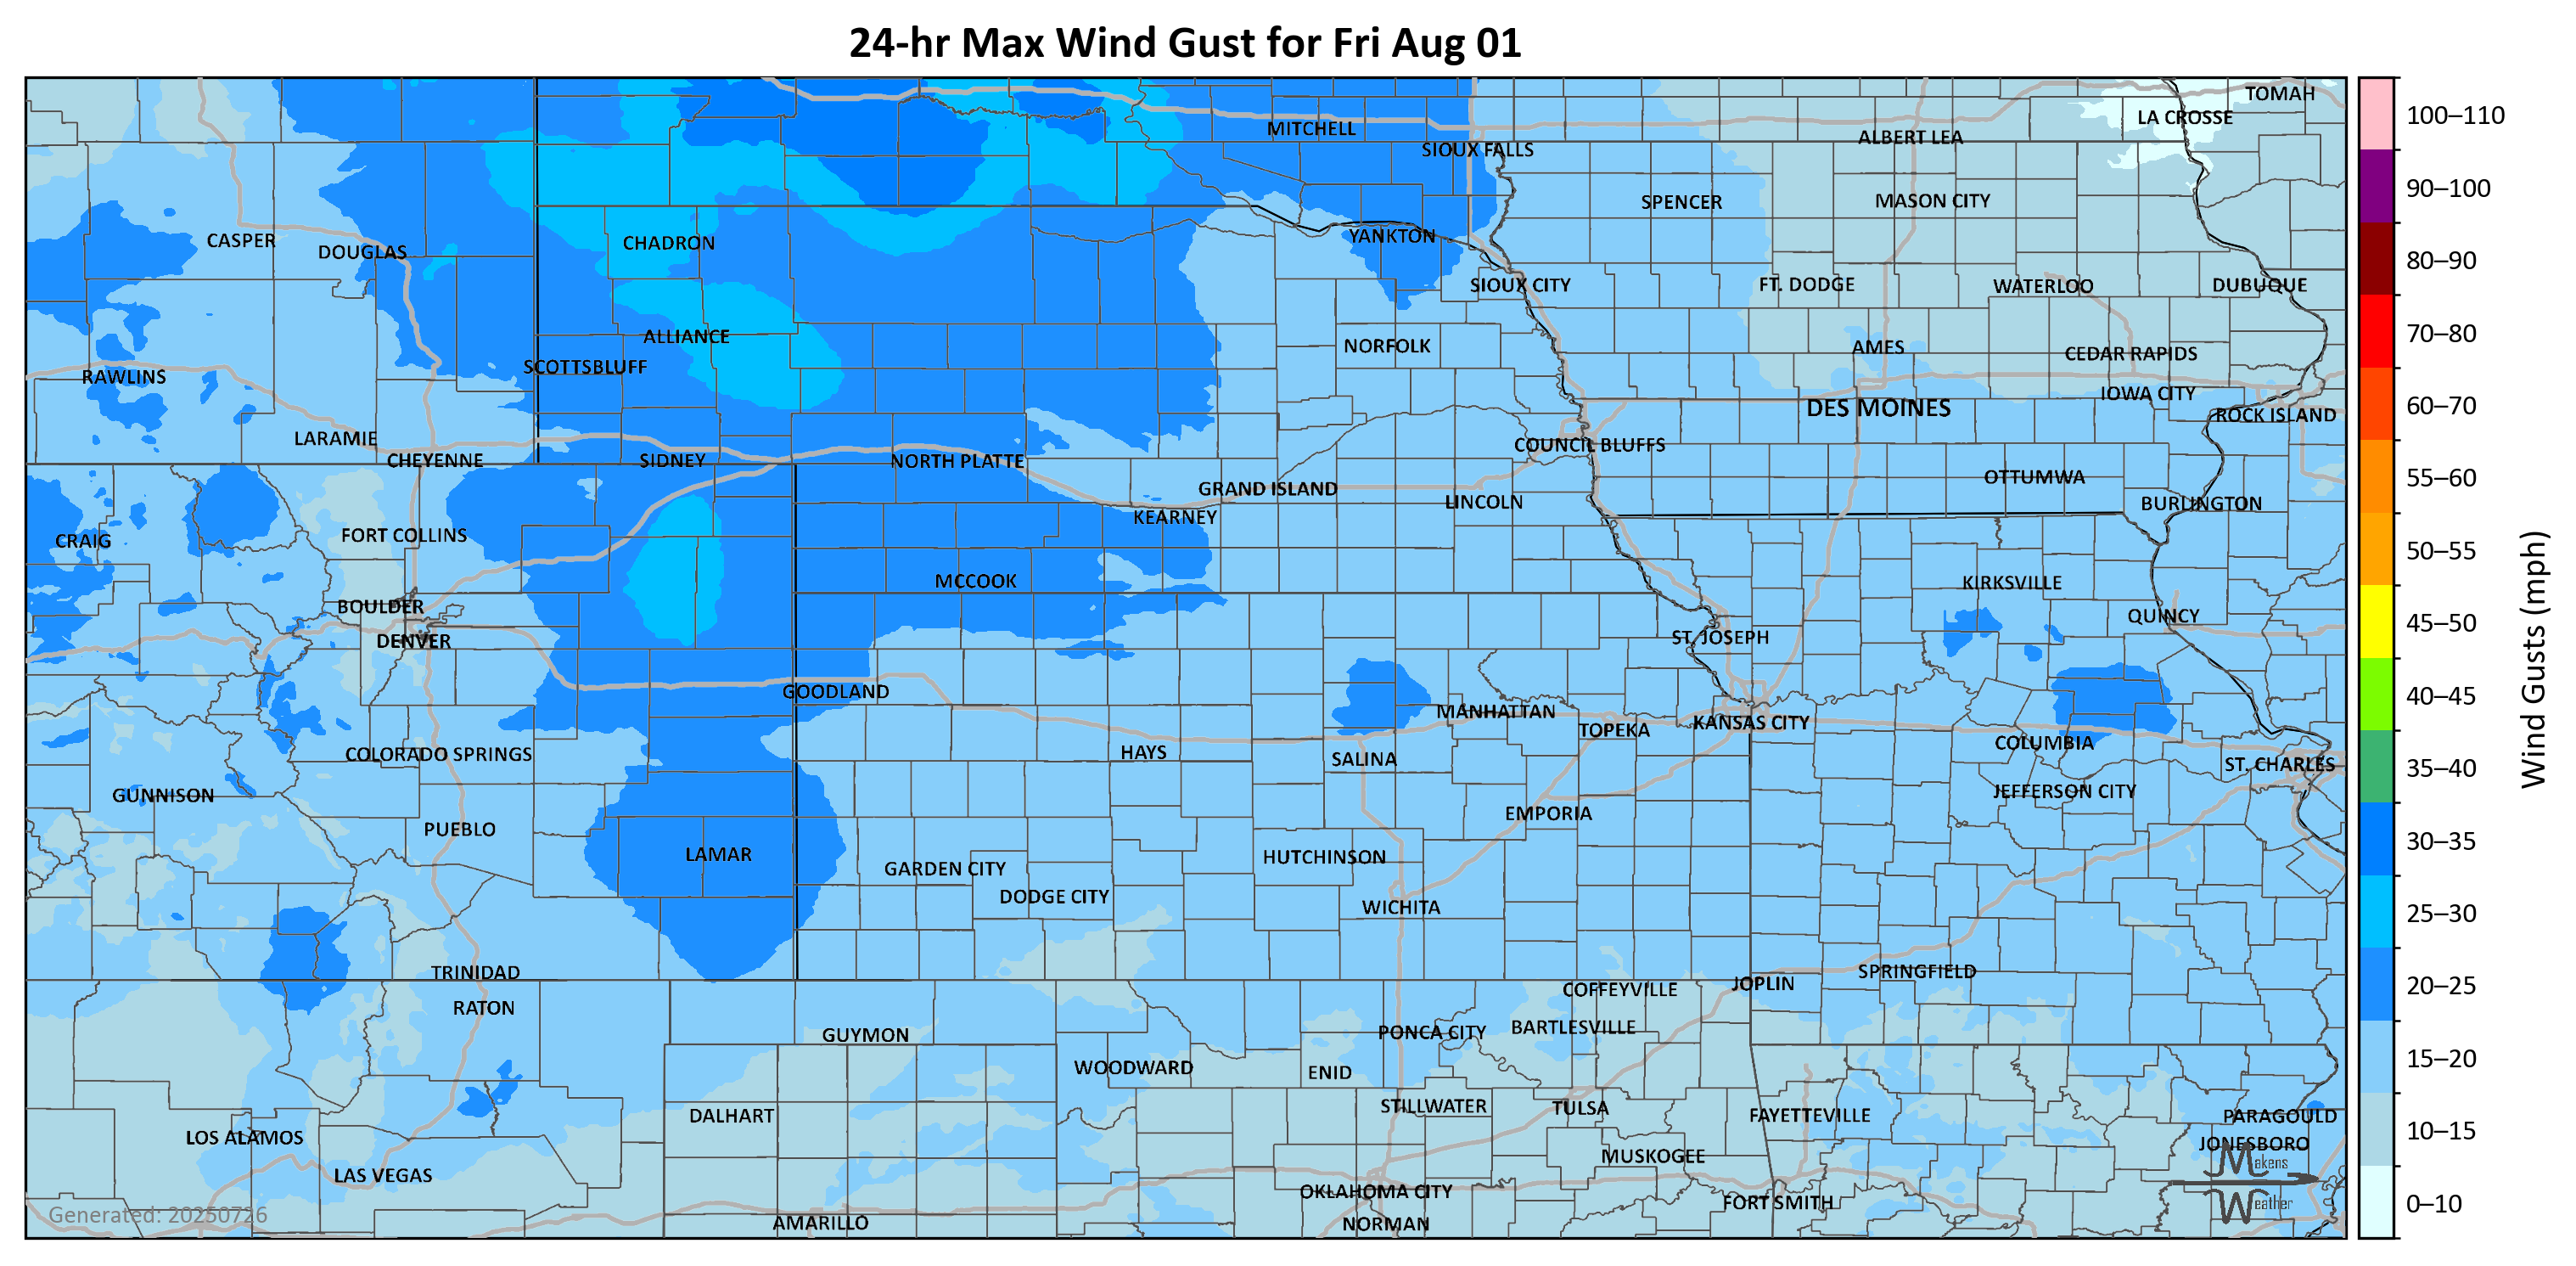 24-hr Max Wind Gust for Fri Aug 01
TOMAH
LA CROSSE
MITCHELL
ALBERT LEA
SIOUX FALLS
SPENCER
MASON CITY
CASPER
DOUGLAS
CHADRON
YANKTON
SIOUX CITY
FT. DODGE
WATERLOO
DUBUQUE
ALLIANCE
NORFOLK
AMES
CEDAR RAPIDS
SCOTTSBLUFF
RAWLINS
IOWA CITY
DES MOINES
ROCK ISLAND
LARAMIE
COUNCIL BLUFFS
CHEYENNE
SIDNEY
NORTH PLATTE
OTTUMWA
GRAND ISLAND
LINCOLN
BURLINGTON
KEARNEY
FORT COLLINS
CRAIG
MCCOOK
KIRKSVILLE
BOULDER
QUINCY
DENVER
ST. JOSEPH
GOODLAND
MANHATTAN
KANSAS CITY
TOPEKA
COLUMBIA
HAYS
COLORADO SPRINGS
SALINA
ST. CHARLES
GUNNISON
JEFFERSON CITY
EMPORIA
PUEBLO
LAMAR
HUTCHINSON
GARDEN CITY
DODGE CITY
WICHITA
TRINIDAD
SPRINGFIELD
JOPLIN
COFFEYVILLE
RATON
BARTLESVILLE
PONCA CITY
GUYMON
WOODWARD
ENID
STILLWATER
TULSA
DALHART
FAYETTEVILLE
PARAGOULD
LOS ALAMOS
JONESBORO
MUSKOGEE
LAS VEGAS
OKLAHOMA CITY
FORT SMITH
AMARILLO
NORMAN
Generated: 20250726
Makens
Weather
100–110
90–100
80–90
70–80
60–70
55–60
50–55
45–50
40–45
35–40
30–35
25–30
20–25
15–20
10–15
0–10
Wind Gusts (mph)